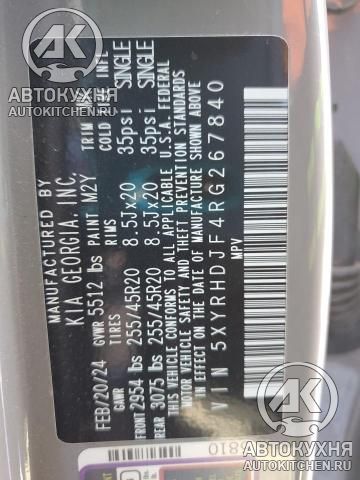 MANUFACTURED BY
KIA GEORGIA, INC.
FEB/20/24 GVWR 5512 lbs PAINT M2Y TRIM
GAWR TIRES RIMS COLD INFL
FRONT 2954 lbs 255/45R20 8.5Jx20 35psi SINGLE
REAR 3075 lbs 255/45R20 8.5Jx20 35psi SINGLE
THIS VEHICLE CONFORMS TO ALL APPLICABLE U.S.A. FEDERAL
MOTOR VEHICLE SAFETY AND THEFT PREVENTION STANDARDS
IN EFFECT ON THE DATE OF MANUFACTURE SHOWN ABOVE
VIN 5XYRHDJF4RG267840
MPV
810
АВТОКУХНЯ
AUTOKITCHEN.RU
АВТОКУХНЯ
AUTOKITCHEN.RU